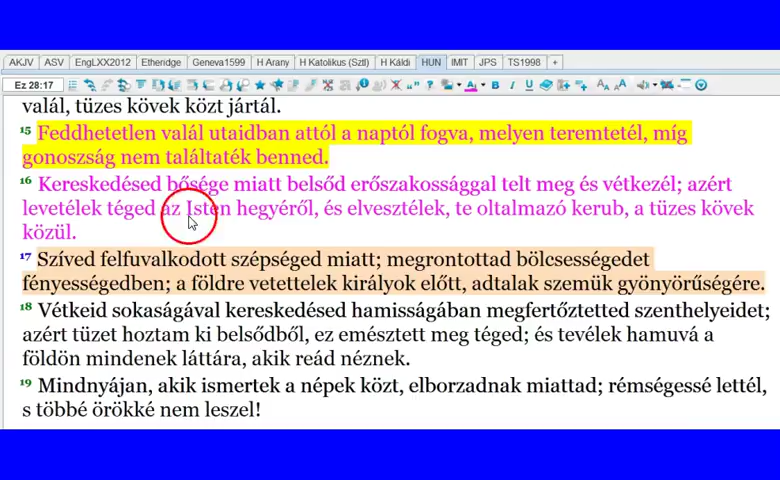 AKJV ASV EngLXX2012 Etheridge Geneva1599 H Arany H Katolikus (SztI) H Káldi HUN IMIT JPS TS1998 +
Ez 28:17
valál, tüzes kövek közt jártál.
15 Feddhetetlen valál utaidban attól a naptól fogva, melyen teremtetél, míg
gonoszság nem találtaték benned.
16 Kereskedésed bősége miatt belsőd erőszakossággal telt meg és vétkezél; azért
levetélek téged az Isten hegyéről, és elvesztélek, te oltalmazó kerub, a tüzes kövek
közül.
17 Szíved felfuvalkodott szépséged miatt; megrontottad bölcsességedet
fényességedben; a földre vetettelek királyok előtt, adtalak szemük gyönyörűségére.
18 Vétkeid sokaságával kereskedésed hamisságában megfertőztetted szenthelyeidet;
azért tüzet hoztam ki belsődből, ez emésztett meg téged; és tevélek hamuvá a
földön mindenek láttára, akik reád néznek.
19 Mindnyájan, akik ismertek a népek közt, elborzadnak miattad; rémségessé lettél,
s többé örökké nem leszel!